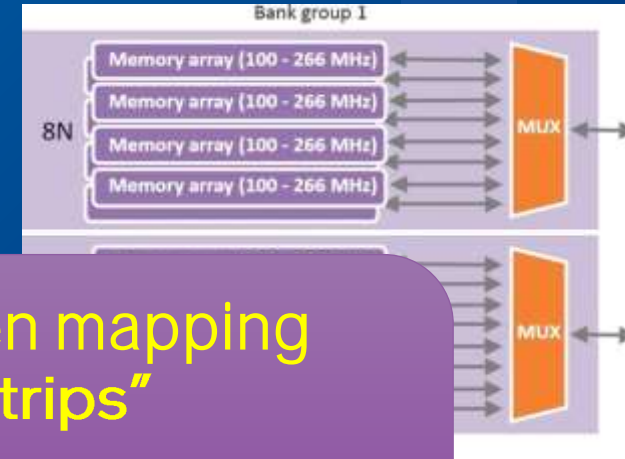 Bank group 1
Memory array (100 - 266 MHz)
Memory array (100 - 266 MHz)
8N
MUX
Memory array (100 - 266 MHz)
Memory array (100 - 266 MHz)
MUX
n mapping
trips”